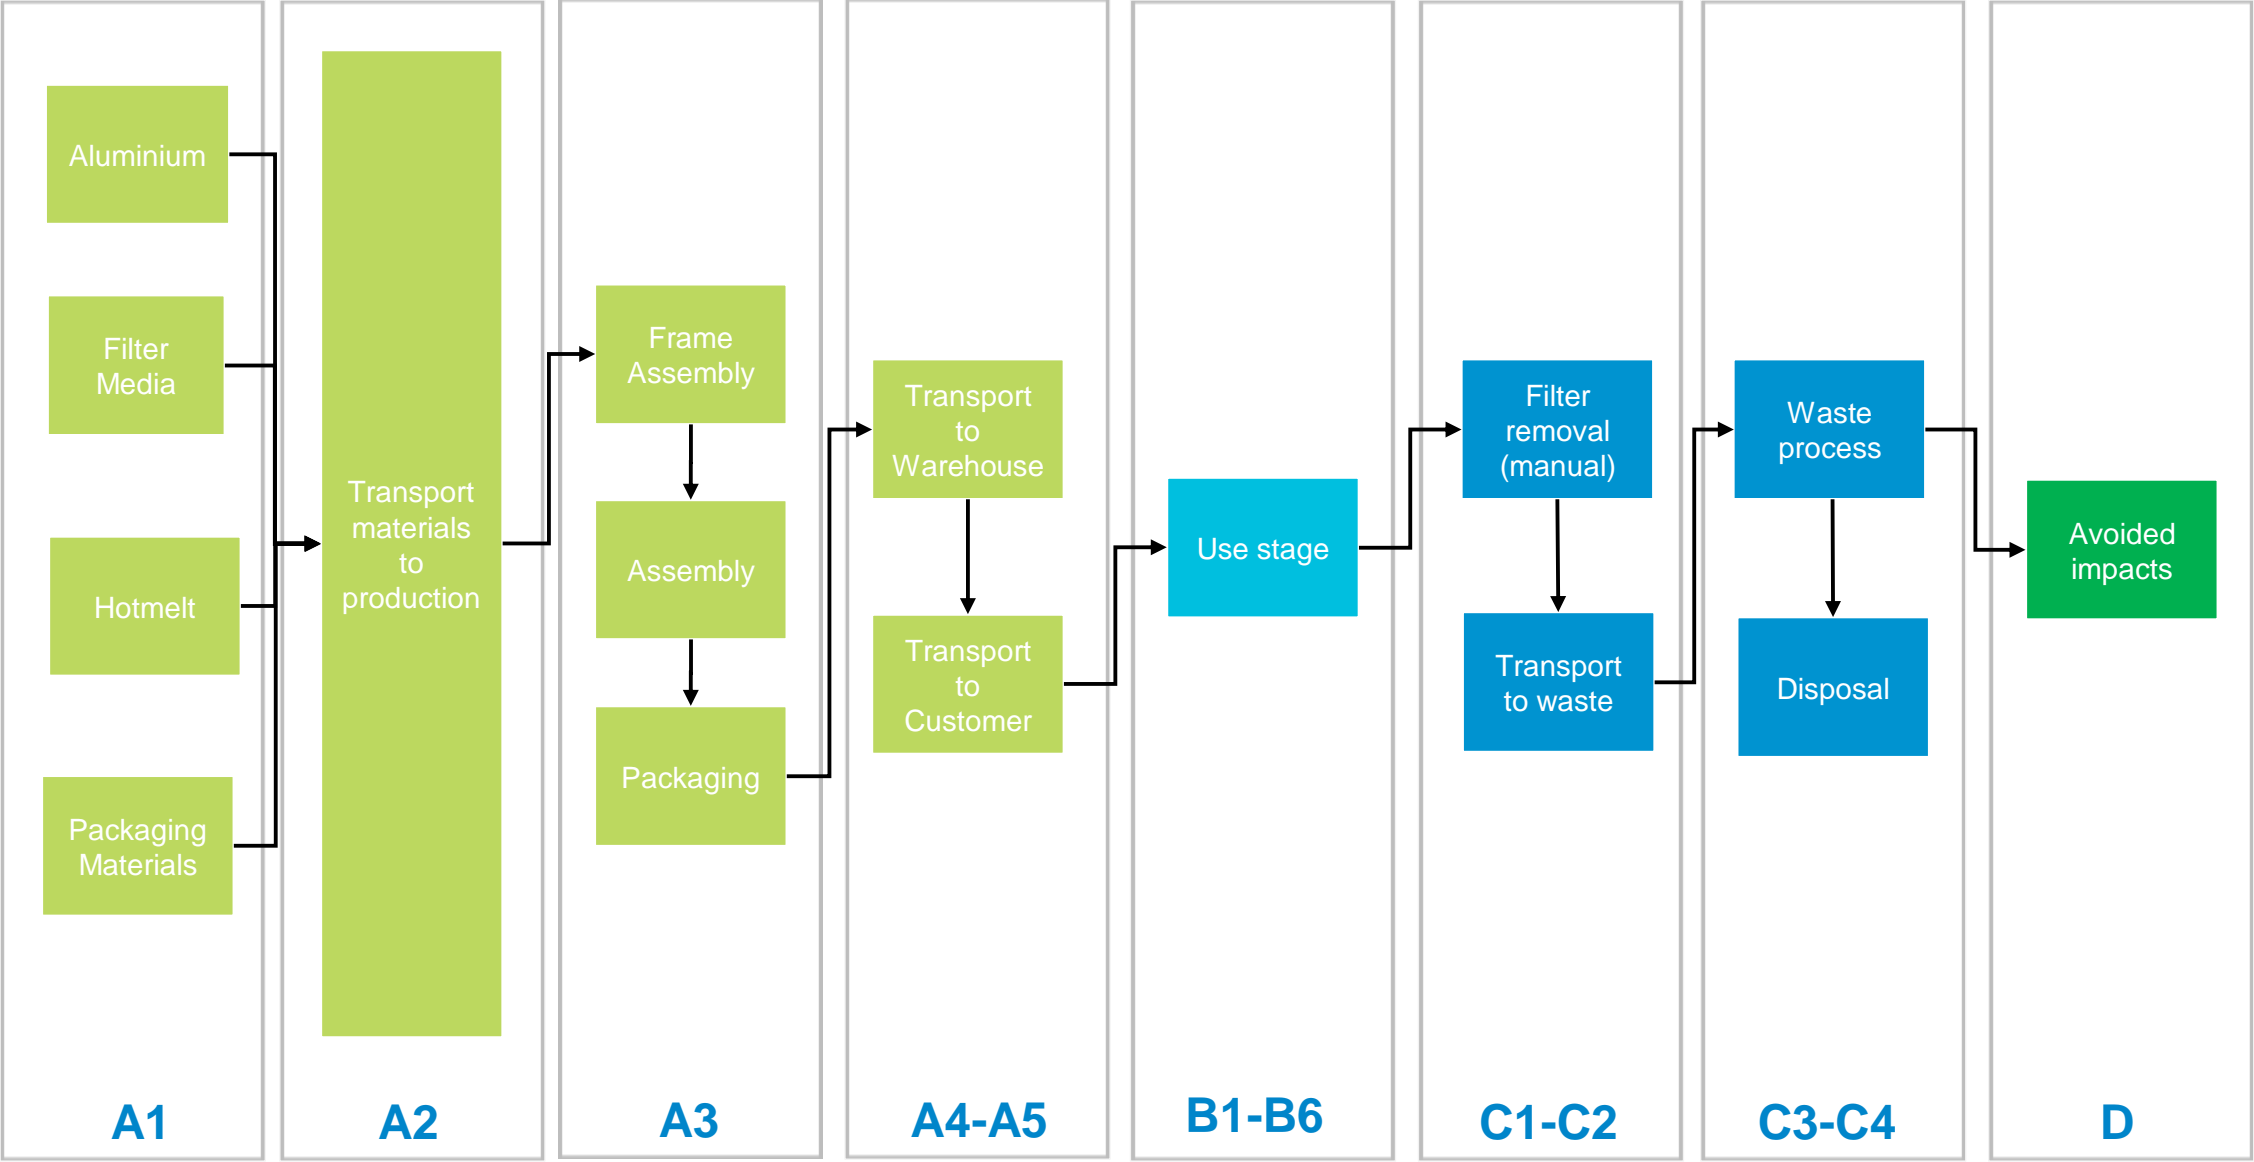 Aluminium
Filter
Media
Hotmelt
Packaging
Materials
Transport
materials
to
production
Frame
Assembly
Assembly
Packaging
Transport
to
Warehouse
Transport
to
Customer
Use stage
Filter
removal
(manual)
Transport
to waste
Waste
process
Disposal
Avoided
impacts
A1
A2
A3
A4-A5
B1-B6
C1-C2
C3-C4
D